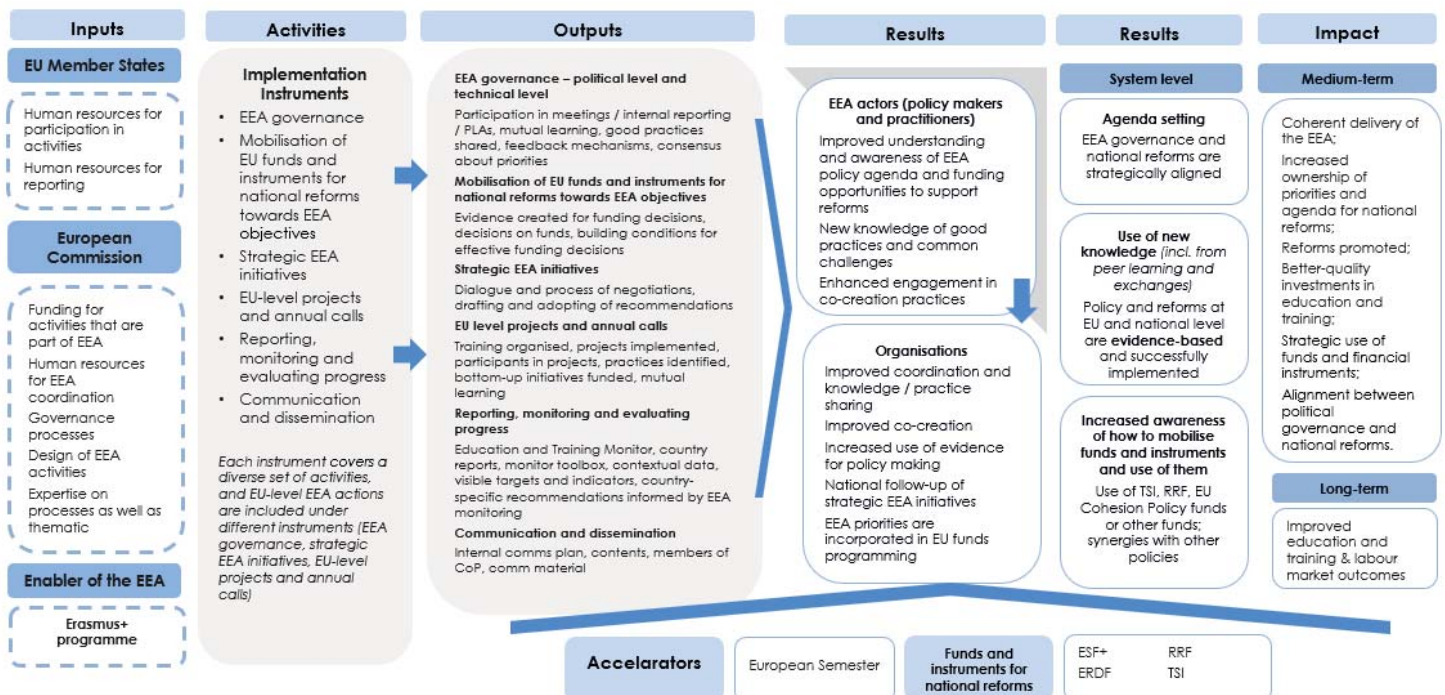 Inputs
EU Member States
Human resources for
participation in
activities
Human resources for
reporting
European
Commission
Funding for
activities that are
part of EEA
Human resources
for EEA
coordination
Governance
processes
Design of EEA
activities
Expertise on
processes as well as
thematic
Enabler of the EEA
Erasmus+
programme
Activities
Implementation
Instruments
• EEA governance
• Mobilisation of
EU funds and
instruments for
national reforms
towards EEA
objectives
• Strategic EEA
initiatives
• EU-level projects
and annual calls
• Reporting,
monitoring and
evaluating progress
• Communication
and dissemination
Each instrument covers a
diverse set of activities,
and EU-level EEA actions
are included under
different instruments (EEA
governance, strategic
EEA initiatives, EU-level
projects and annual
calls)
Outputs
EEA governance – political level and
technical level
Participation in meetings / internal reporting
/ PLAs, mutual learning, good practices
shared, feedback mechanisms, consensus
about priorities
Mobilisation of EU funds and instruments for
national reforms towards EEA objectives
Evidence created for funding decisions,
decisions on funds, building conditions for
effective funding decisions
Strategic EEA initiatives
Dialogue and process of negotiations,
drafting and adopting of recommendations
EU level projects and annual calls
Training organised, projects implemented,
participants in projects, practices identified,
bottom-up initiatives funded, mutual
learning
Reporting, monitoring and evaluating
progress
Education and Training Monitor, country
reports, monitor toolbox, contextual data,
visible targets and indicators, country-
specific recommendations informed by EEA
monitoring
Communication and dissemination
Internal comms plan, contents, members of
CoP, comm material
Results
EEA actors (policy makers
and practitioners)
Improved understanding
and awareness of EEA
policy agenda and funding
opportunities to support
reforms
New knowledge of good
practices and common
challenges
Enhanced engagement in
co-creation practices
Organisations
Improved coordination and
knowledge / practice
sharing
Improved co-creation
Increased use of evidence
for policy making
National follow-up of
strategic EEA initiatives
EEA priorities are
incorporated in EU funds
programming
Results
System level
Agenda setting
EEA governance and
national reforms are
strategically aligned
Use of new
knowledge (incl. from
peer learning and
exchanges)
Policy and reforms at
EU and national level
are evidence-based
and successfully
implemented
Increased awareness
of how to mobilise
funds and instruments
and use of them
Use of TSI, RRF, EU
Cohesion Policy funds
or other funds;
synergies with other
policies
Impact
Medium-term
Coherent delivery of
the EEA;
Increased
ownership of
priorities and
agenda for national
reforms;
Reforms promoted;
Better-quality
investments in
education and
training;
Strategic use of
funds and financial
instruments;
Alignment between
political
governance and
national reforms.
Long-term
Improved
education and
training & labour
market outcomes
Accelarators
European Semester
Funds and
instruments for
national reforms
ESF+ RRF
ERDF TSI